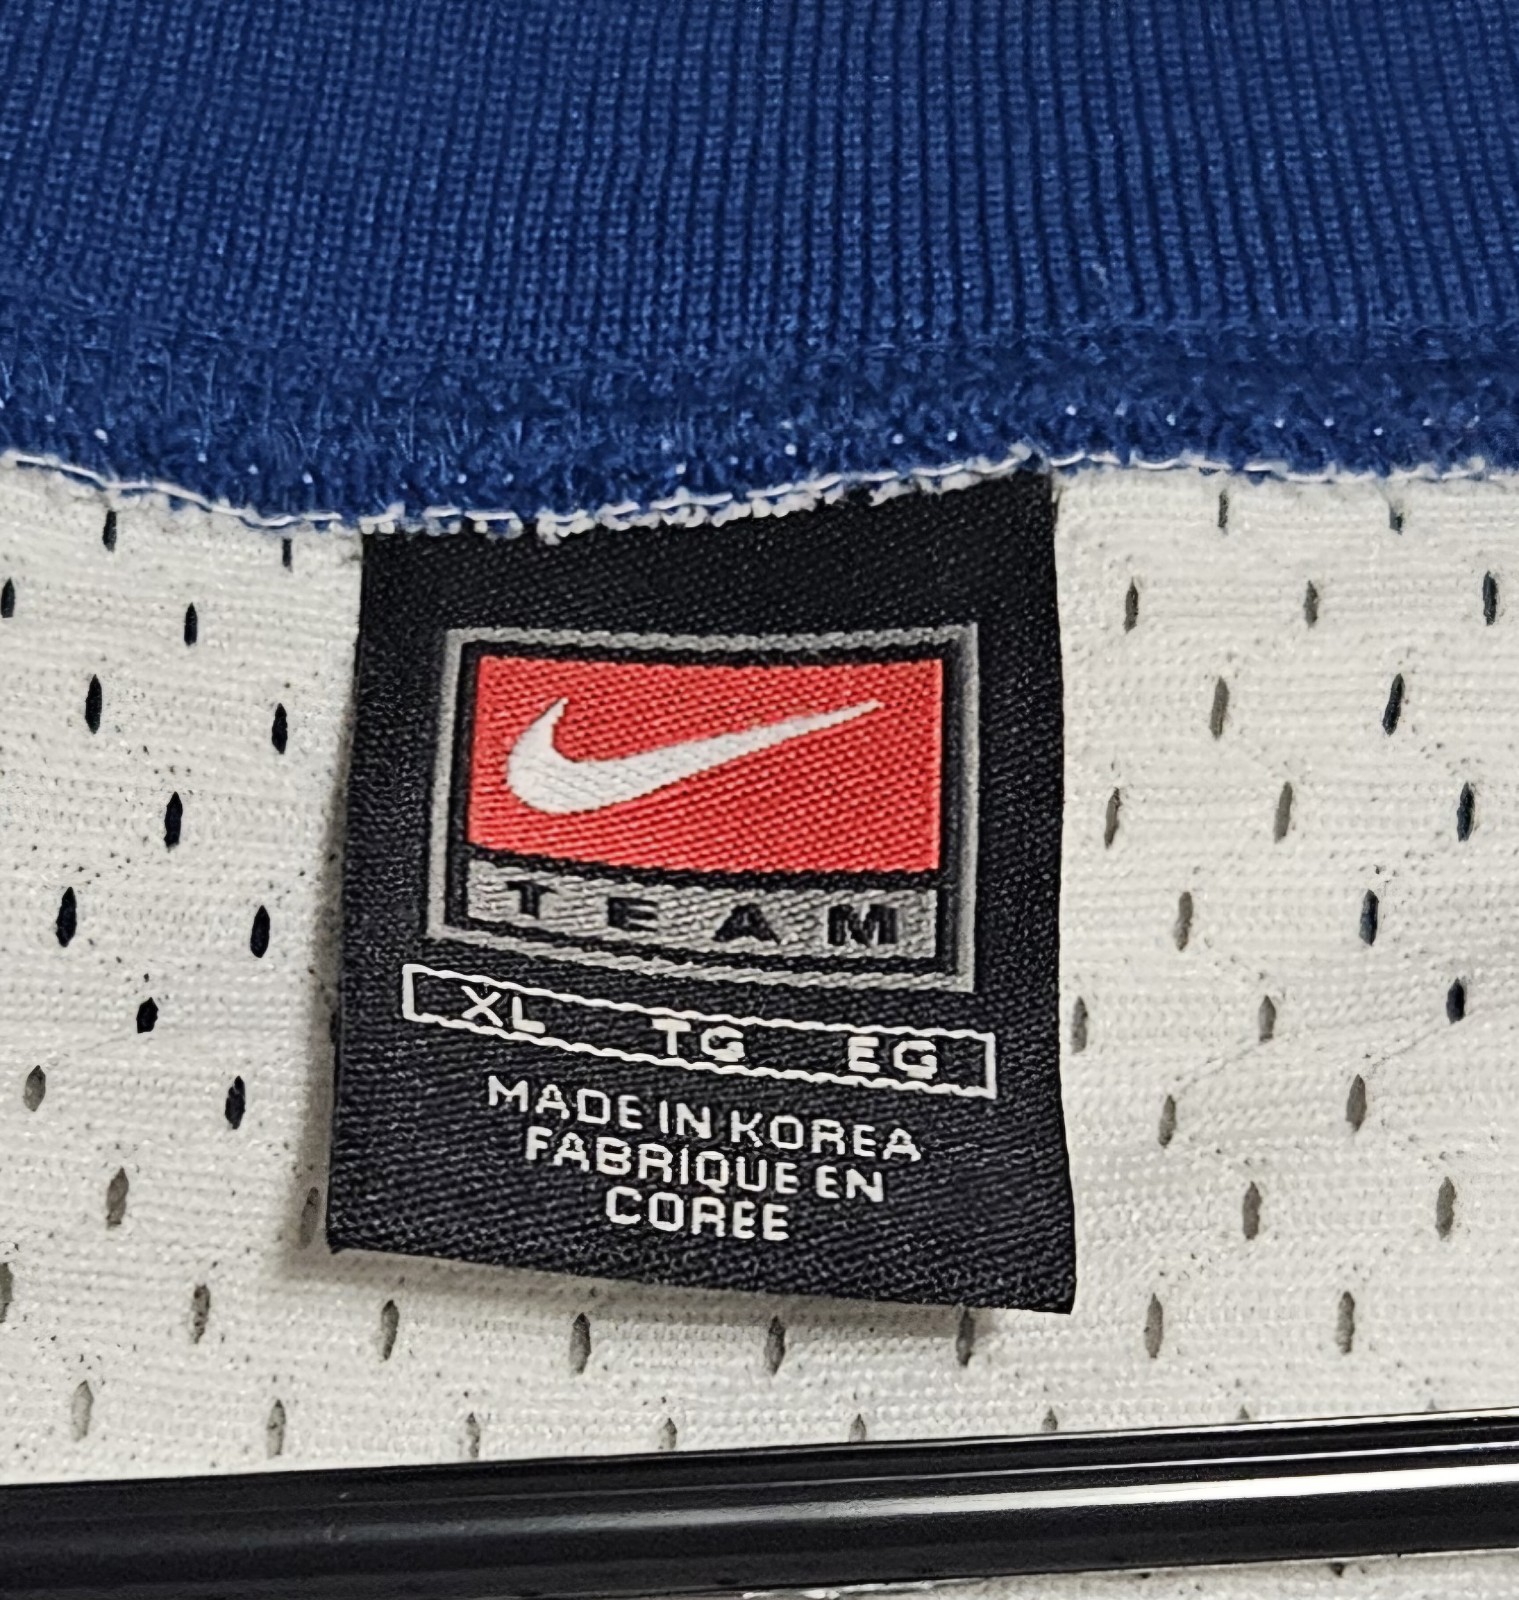 TEAM
XL TG EG
MADE IN KOREA
FABRIQUE EN
COREE